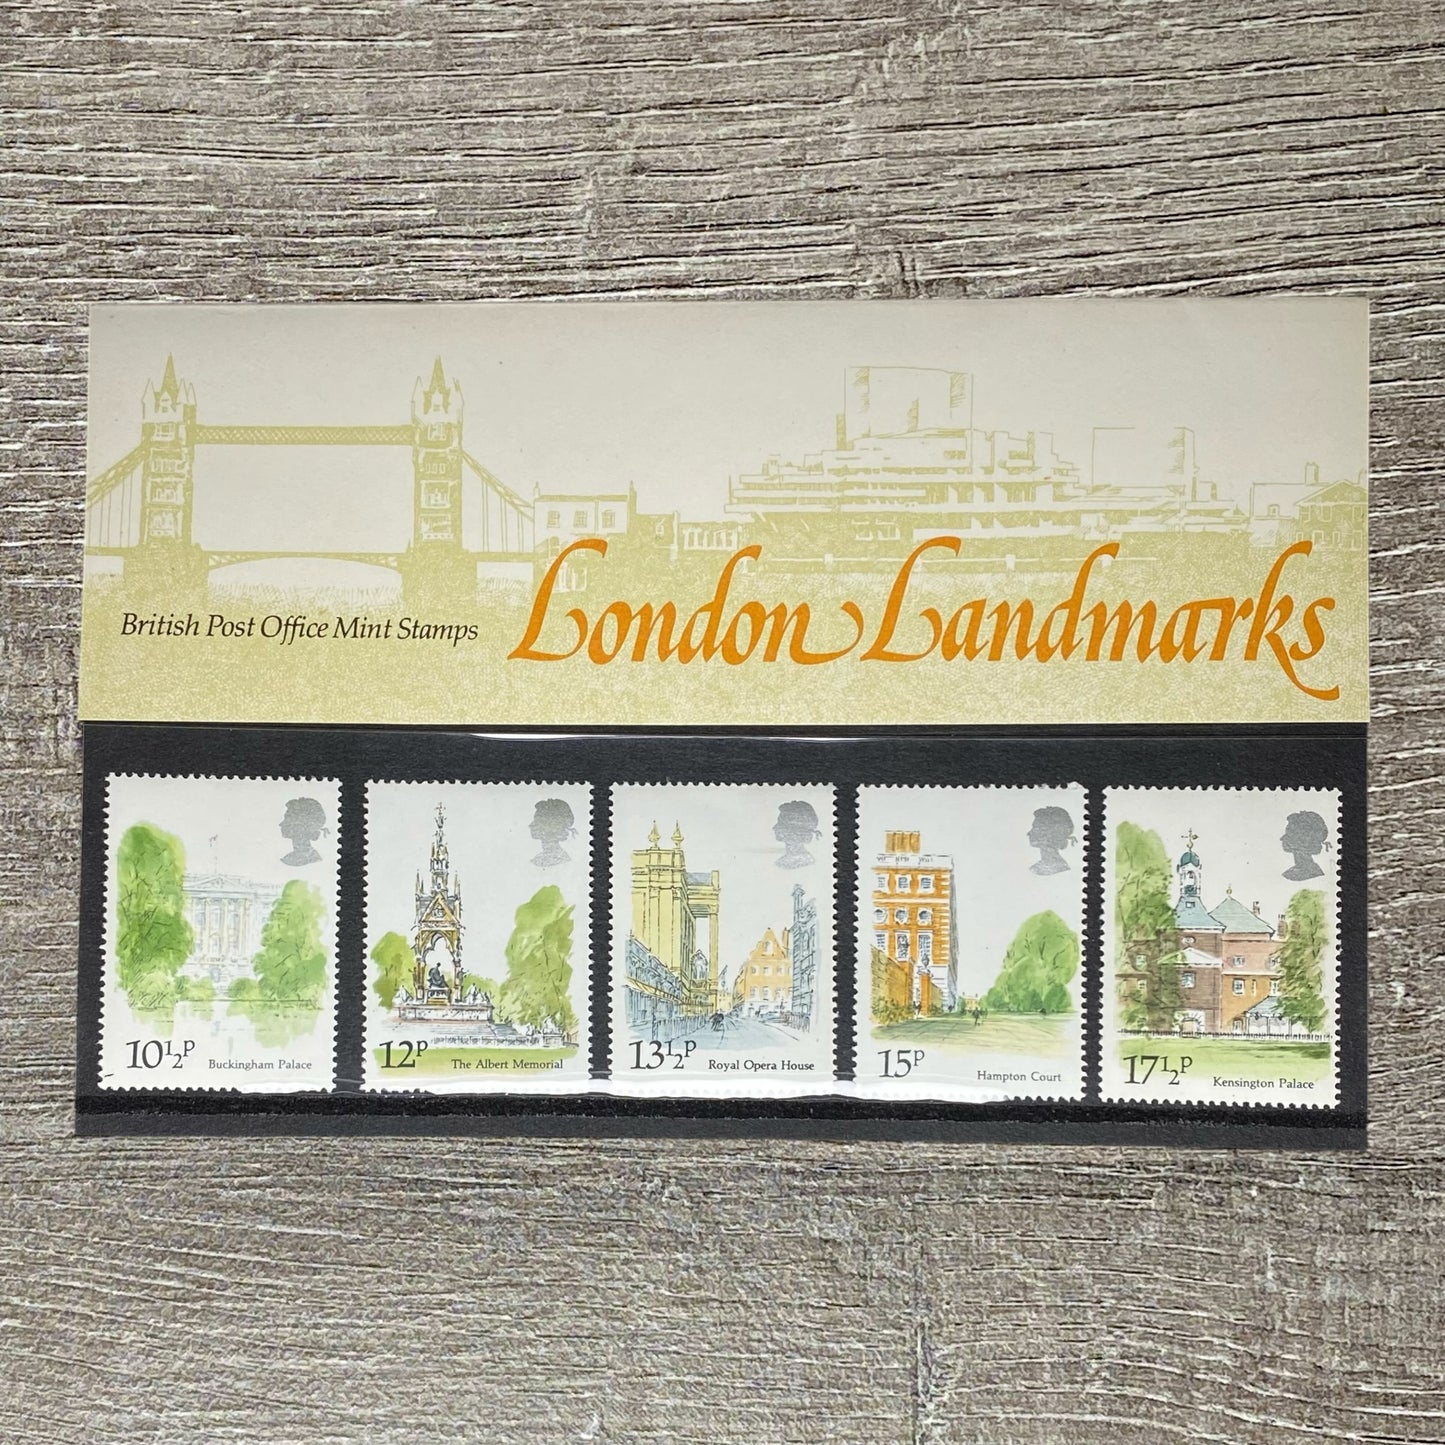 British Post Office Mint Stamps
London Landmarks
10½p Buckingham Palace
12p The Albert Memorial
13½p Royal Opera House
15p Hampton Court
17½p Kensington Palace